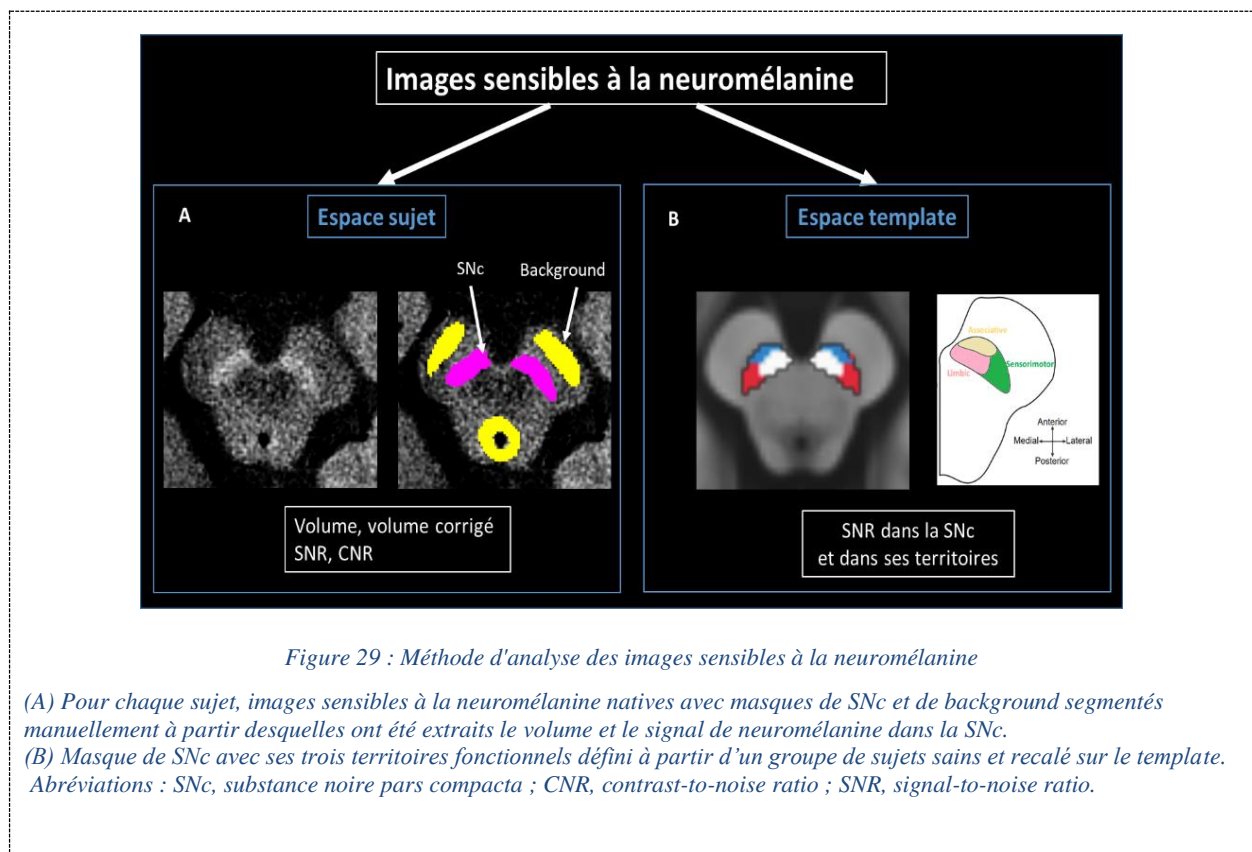 Images sensibles à la neuromélanine
A
Espace sujet
SNc
Background
Volume, volume corrigé
SNR, CNR
B
Espace template
Associative
Limbic
Sensorimotor
Anterior
Medial
Lateral
Posterior
SNR dans la SNc
et dans ses territoires
Figure 29 : Méthode d'analyse des images sensibles à la neuromélanine
(A) Pour chaque sujet, images sensibles à la neuromélanine natives avec masques de SNc et de background segmentés
manuellement à partir desquelles ont été extraits le volume et le signal de neuromélanine dans la SNc.
(B) Masque de SNc avec ses trois territoires fonctionnels défini à partir d’un groupe de sujets sains et recalé sur le template.
Abréviations : SNc, substance noire pars compacta ; CNR, contrast-to-noise ratio ; SNR, signal-to-noise ratio.